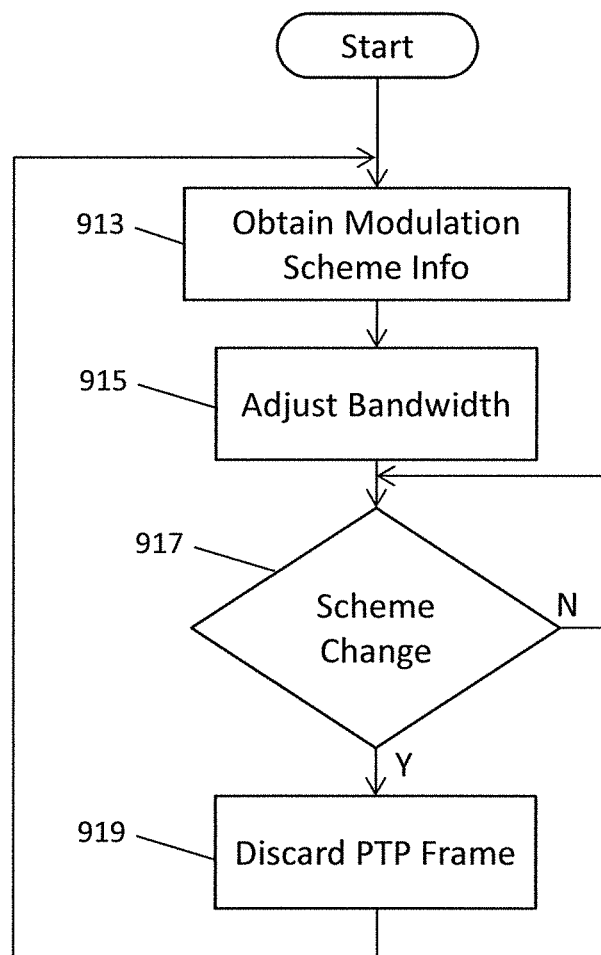 Start
913
Obtain Modulation
Scheme Info
915
Adjust Bandwidth
917
Scheme
Change
N
Y
919
Discard PTP Frame